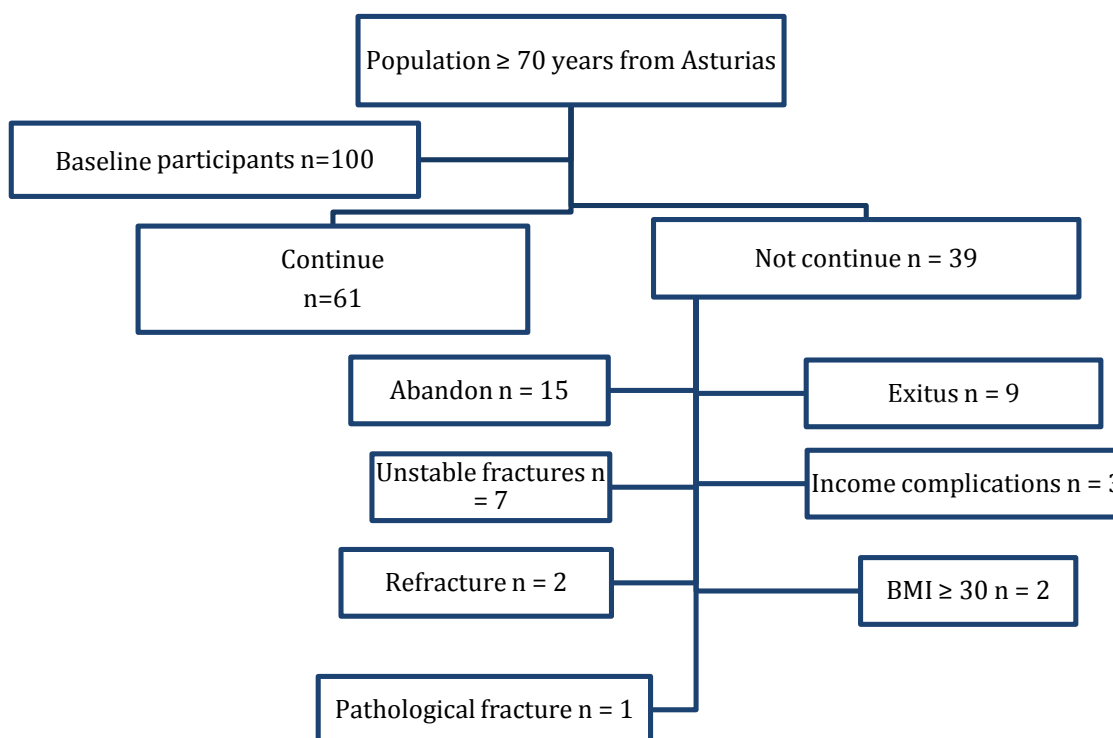 Population ≥ 70 years from Asturias
Baseline participants n=100
Continue
n=61
Not continue n = 39
Abandon n = 15
Exitus n = 9
Unstable fractures n
= 7
Income complications n = 3
Refracture n = 2
BMI ≥ 30 n = 2
Pathological fracture n = 1